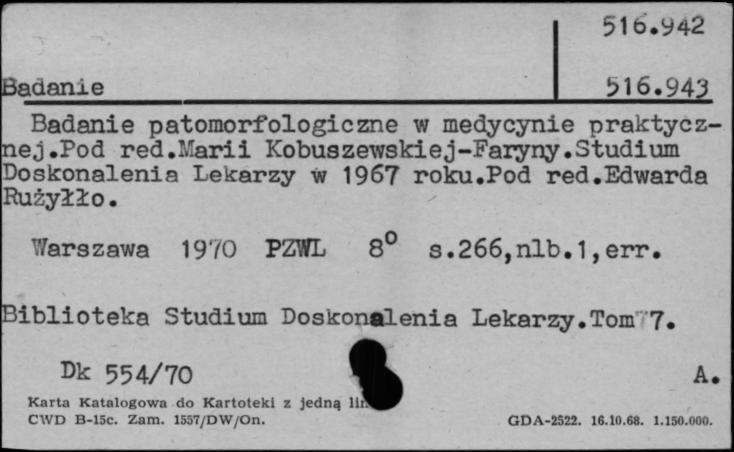 516.942
Badanie 516.943
Badanie patomorfologiczne w medycynie praktycz-
nej.Pod red.Marii Kobuszewskiej-Faryny.Studium
Doskonalenia Lekarzy w 1967 roku.Pod red.Edwarda
Rużyłło.
Warszawa 1970 PZWL 8° s.266,nlb.1,err.
Biblioteka Studium Doskonalenia Lekarzy.Tom 7.
Dk 554/70 A.
Karta Katalogowa do Kartoteki z jedną
CWD B-15c. Zam. 1557/DW/On. GDA-2522. 16.10.68. 1.150.000.